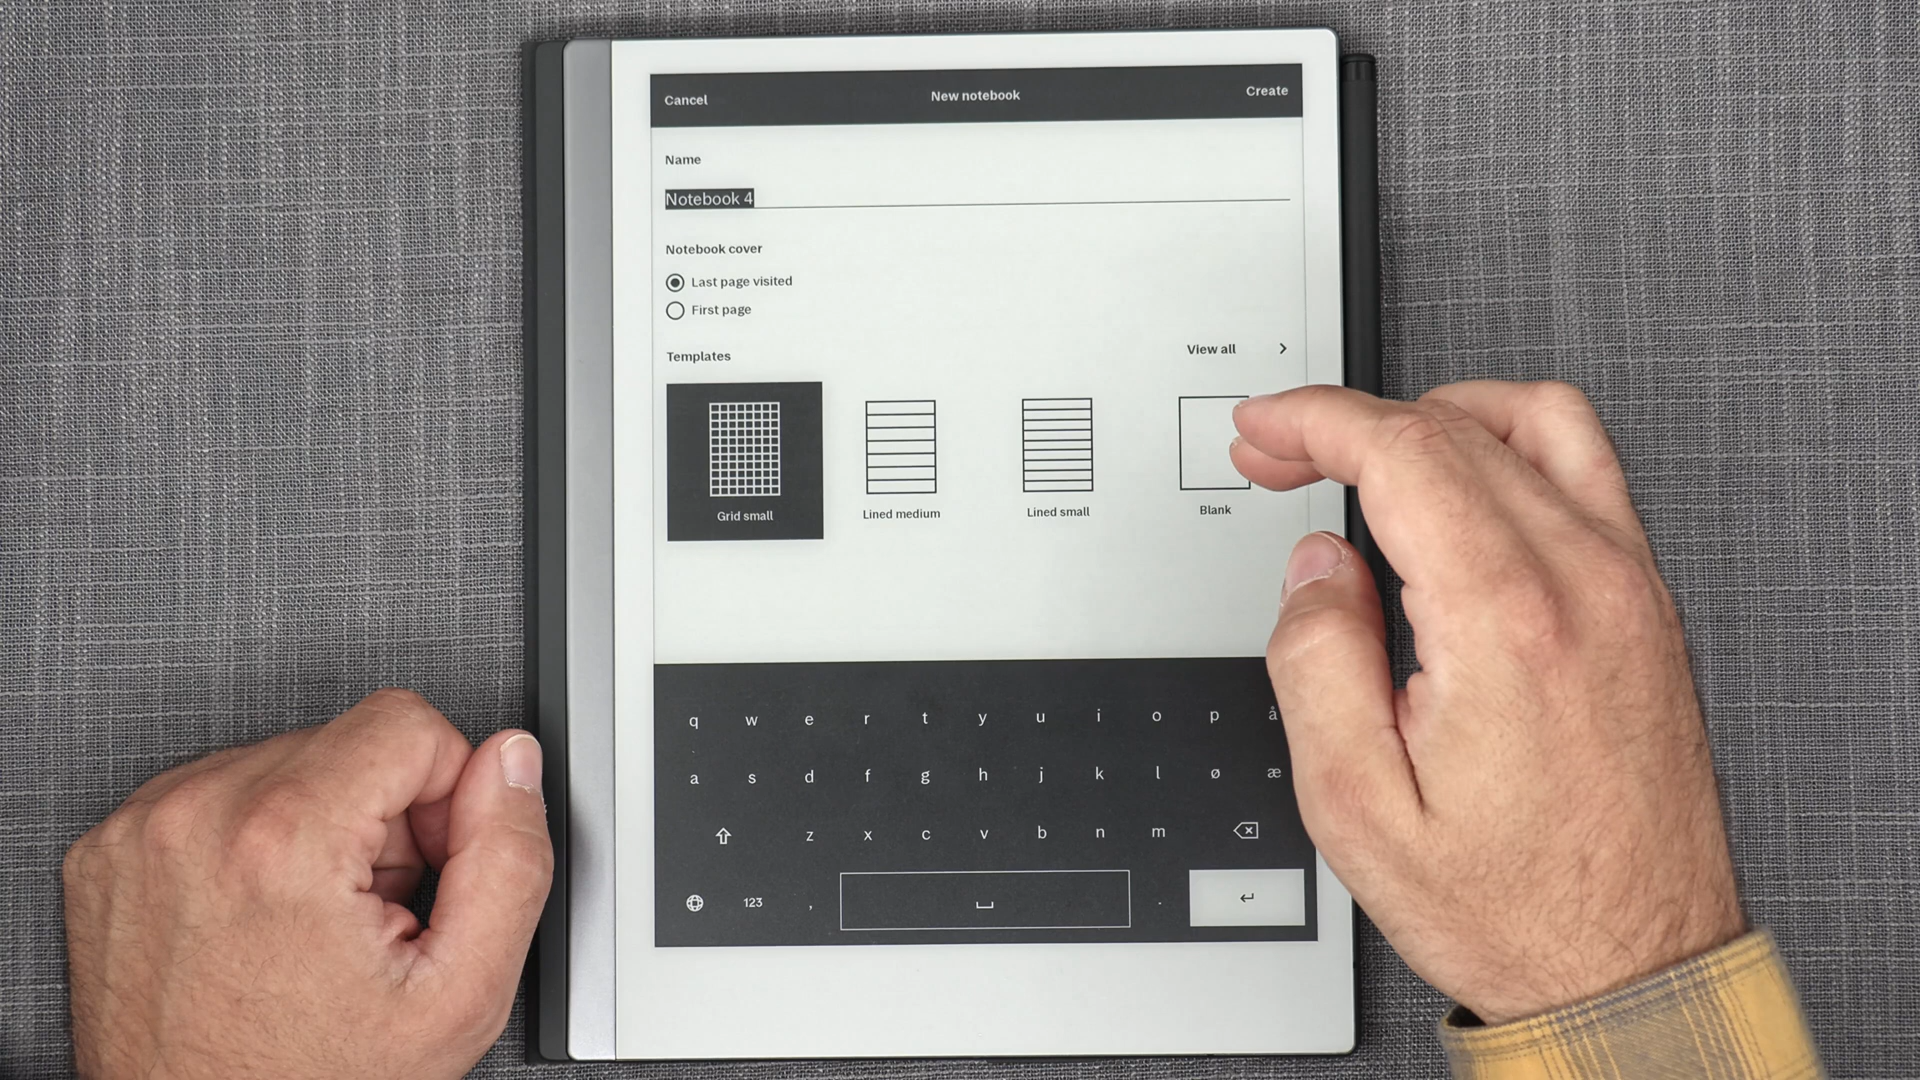 Cancel New notebook Create
Name
Notebook 4
Notebook cover
Last page visited
First page
Templates View all
Grid small Lined medium Lined small Blank
q w e r t y u i o p å
a s d f g h j k l ø æ
z x c v b n m
123 , .